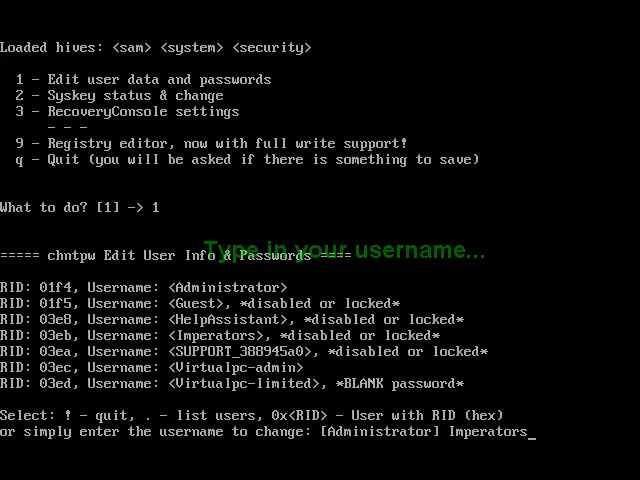 Loaded hives: <sam> <system> <security>
1 - Edit user data and passwords
2 - Syskey status & change
3 - RecoveryConsole settings
- - -
9 - Registry editor, now with full write support!
q - Quit (you will be asked if there is something to save)
What to do? [1] -> 1
Type in your username...
===== chntpw Edit User Info & Passwords ====
RID: 01f4, Username: <Administrator>
RID: 01f5, Username: <Guest>, *disabled or locked*
RID: 03e8, Username: <HelpAssistant>, *disabled or locked*
RID: 03eb, Username: <Imperators>, *disabled or locked*
RID: 03ea, Username: <SUPPORT_388945a0>, *disabled or locked*
RID: 03ec, Username: <Virtualpc-admin>
RID: 03ed, Username: <Virtualpc-limited>, *BLANK password*
Select: ! - quit, . - list users, 0x<RID> - User with RID (hex)
or simply enter the username to change: [Administrator] Imperators_